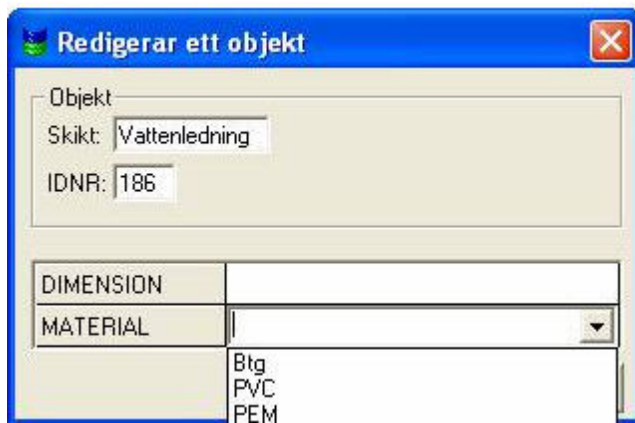 Redigerar ett objekt
Objekt
Skikt: Vattenledning
IDNR: 186
DIMENSION
MATERIAL
Btg
PVC
PEM